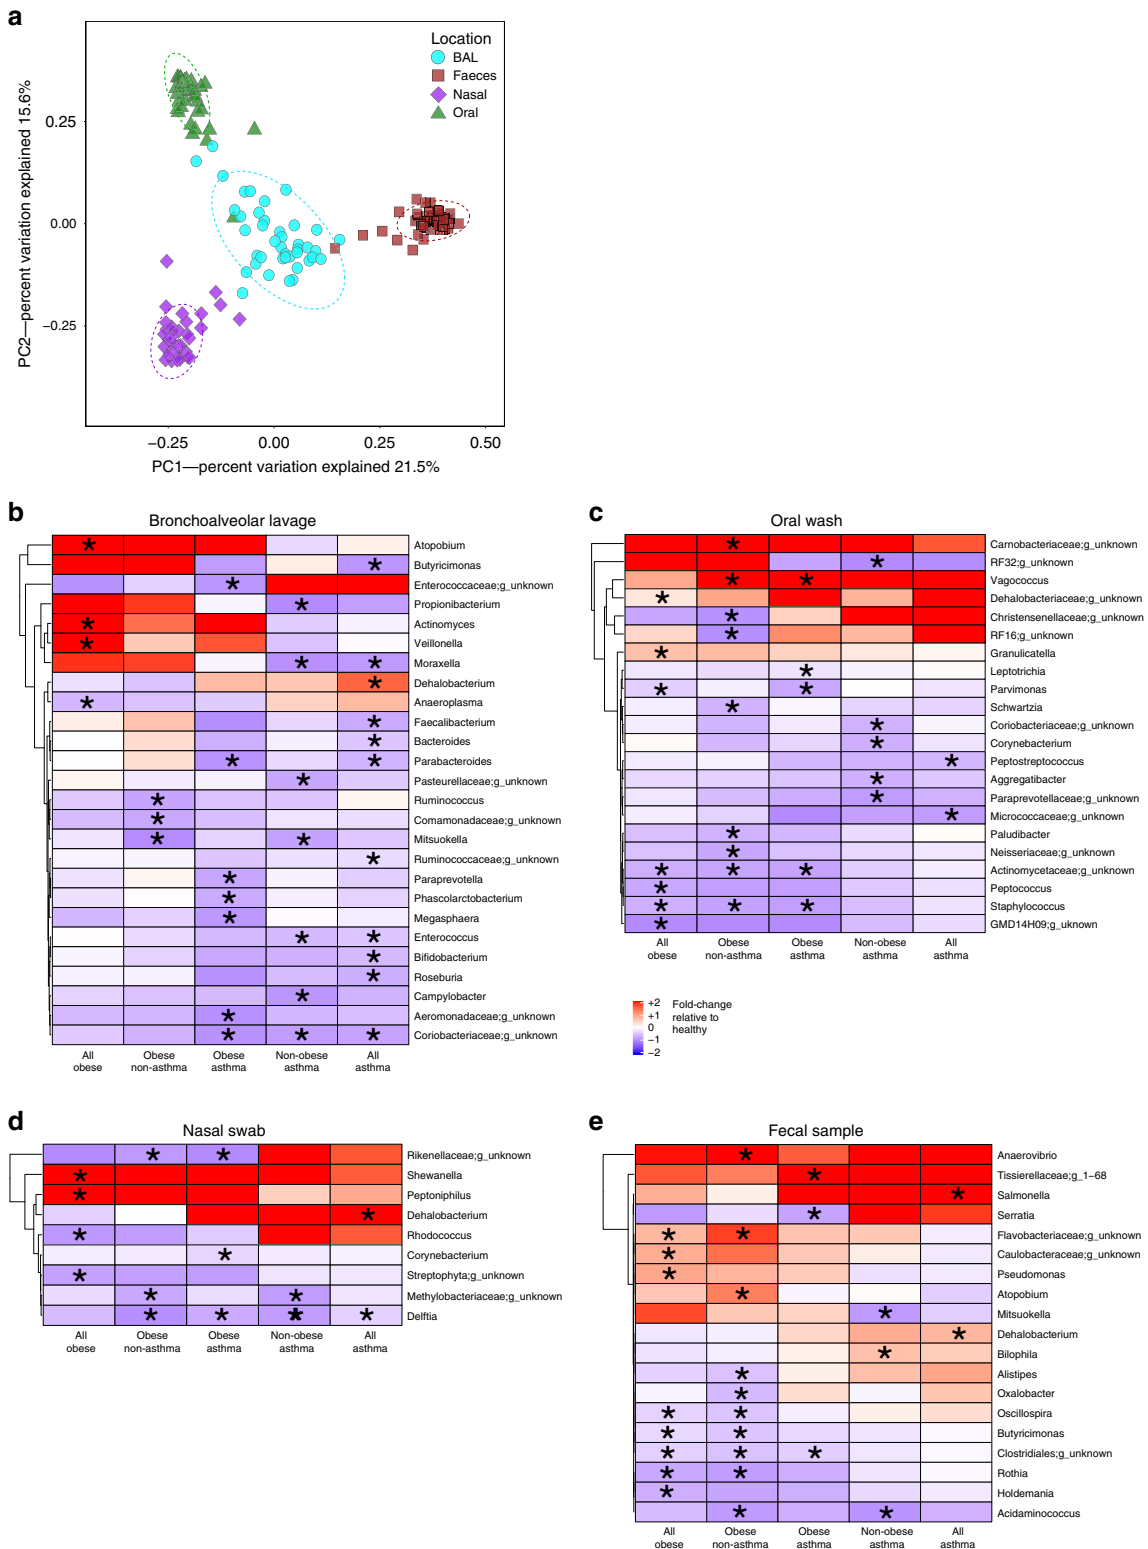 a
Location
BAL
Faeces
Nasal
Oral
PC2—percent variation explained 15.6%
0.25
0.00
−0.25
−0.25
0.00
0.25
0.50
PC1—percent variation explained 21.5%
b
Bronchoalveolar lavage
Atopobium
Butyricimonas
Enterococcaceae;g_unknown
Propionibacterium
Actinomyces
Veillonella
Moraxella
Dehalobacterium
Anaeroplasma
Faecalibacterium
Bacteroides
Parabacteroides
Pasteurellaceae;g_unknown
Ruminococcus
Comamonadaceae;g_unknown
Mitsuokella
Ruminococcaceae;g_unknown
Paraprevotella
Phascolarctobacterium
Megasphaera
Enterococcus
Bifidobacterium
Roseburia
Campylobacter
Aeromonadaceae;g_unknown
Coriobacteriaceae;g_unknown
All obese
Obese non-asthma
Obese asthma
Non-obese asthma
All asthma
c
Oral wash
Carnobacteriaceae;g_unknown
RF32;g_unknown
Vagococcus
Dehalobacteriaceae;g_unknown
Christensenellaceae;g_unknown
RF16;g_unknown
Granulicatella
Leptotrichia
Parvimonas
Schwartzia
Coriobacteriaceae;g_unknown
Corynebacterium
Peptostreptococcus
Aggregatibacter
Paraprevotellaceae;g_unknown
Micrococcaceae;g_unknown
Paludibacter
Neisseriaceae;g_unknown
Actinomycetaceae;g_unknown
Peptococcus
Staphylococcus
GMD14H09;g_uknown
All obese
Obese non-asthma
Obese asthma
Non-obese asthma
All asthma
+2
+1
0
−1
−2
Fold-change
relative to
healthy
d
Nasal swab
Rikenellaceae;g_unknown
Shewanella
Peptoniphilus
Dehalobacterium
Rhodococcus
Corynebacterium
Streptophyta;g_unknown
Methylobacteriaceae;g_unknown
Delftia
All obese
Obese non-asthma
Obese asthma
Non-obese asthma
All asthma
e
Fecal sample
Anaerovibrio
Tissierellaceae;g_1−68
Salmonella
Serratia
Flavobacteriaceae;g_unknown
Caulobacteraceae;g_unknown
Pseudomonas
Atopobium
Mitsuokella
Dehalobacterium
Bilophila
Alistipes
Oxalobacter
Oscillospira
Butyricimonas
Clostridiales;g_unknown
Rothia
Holdemania
Acidaminococcus
All obese
Obese non-asthma
Obese asthma
Non-obese asthma
All asthma